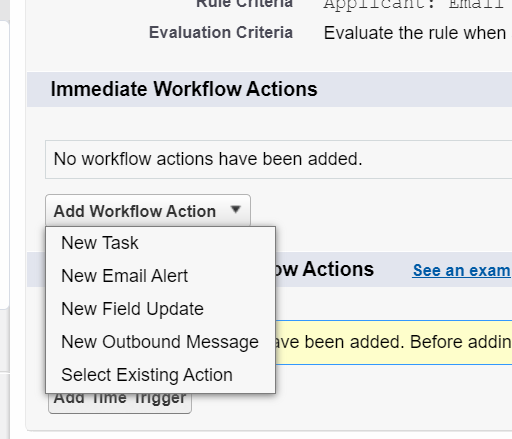 Rule Criteria Applicant: Email
Evaluation Criteria Evaluate the rule when
Immediate Workflow Actions
No workflow actions have been added.
Add Workflow Action
New Task
New Email Alert
ow Actions See an exam
New Field Update
New Outbound Message
ave been added. Before addin
Select Existing Action
Add Time Trigger